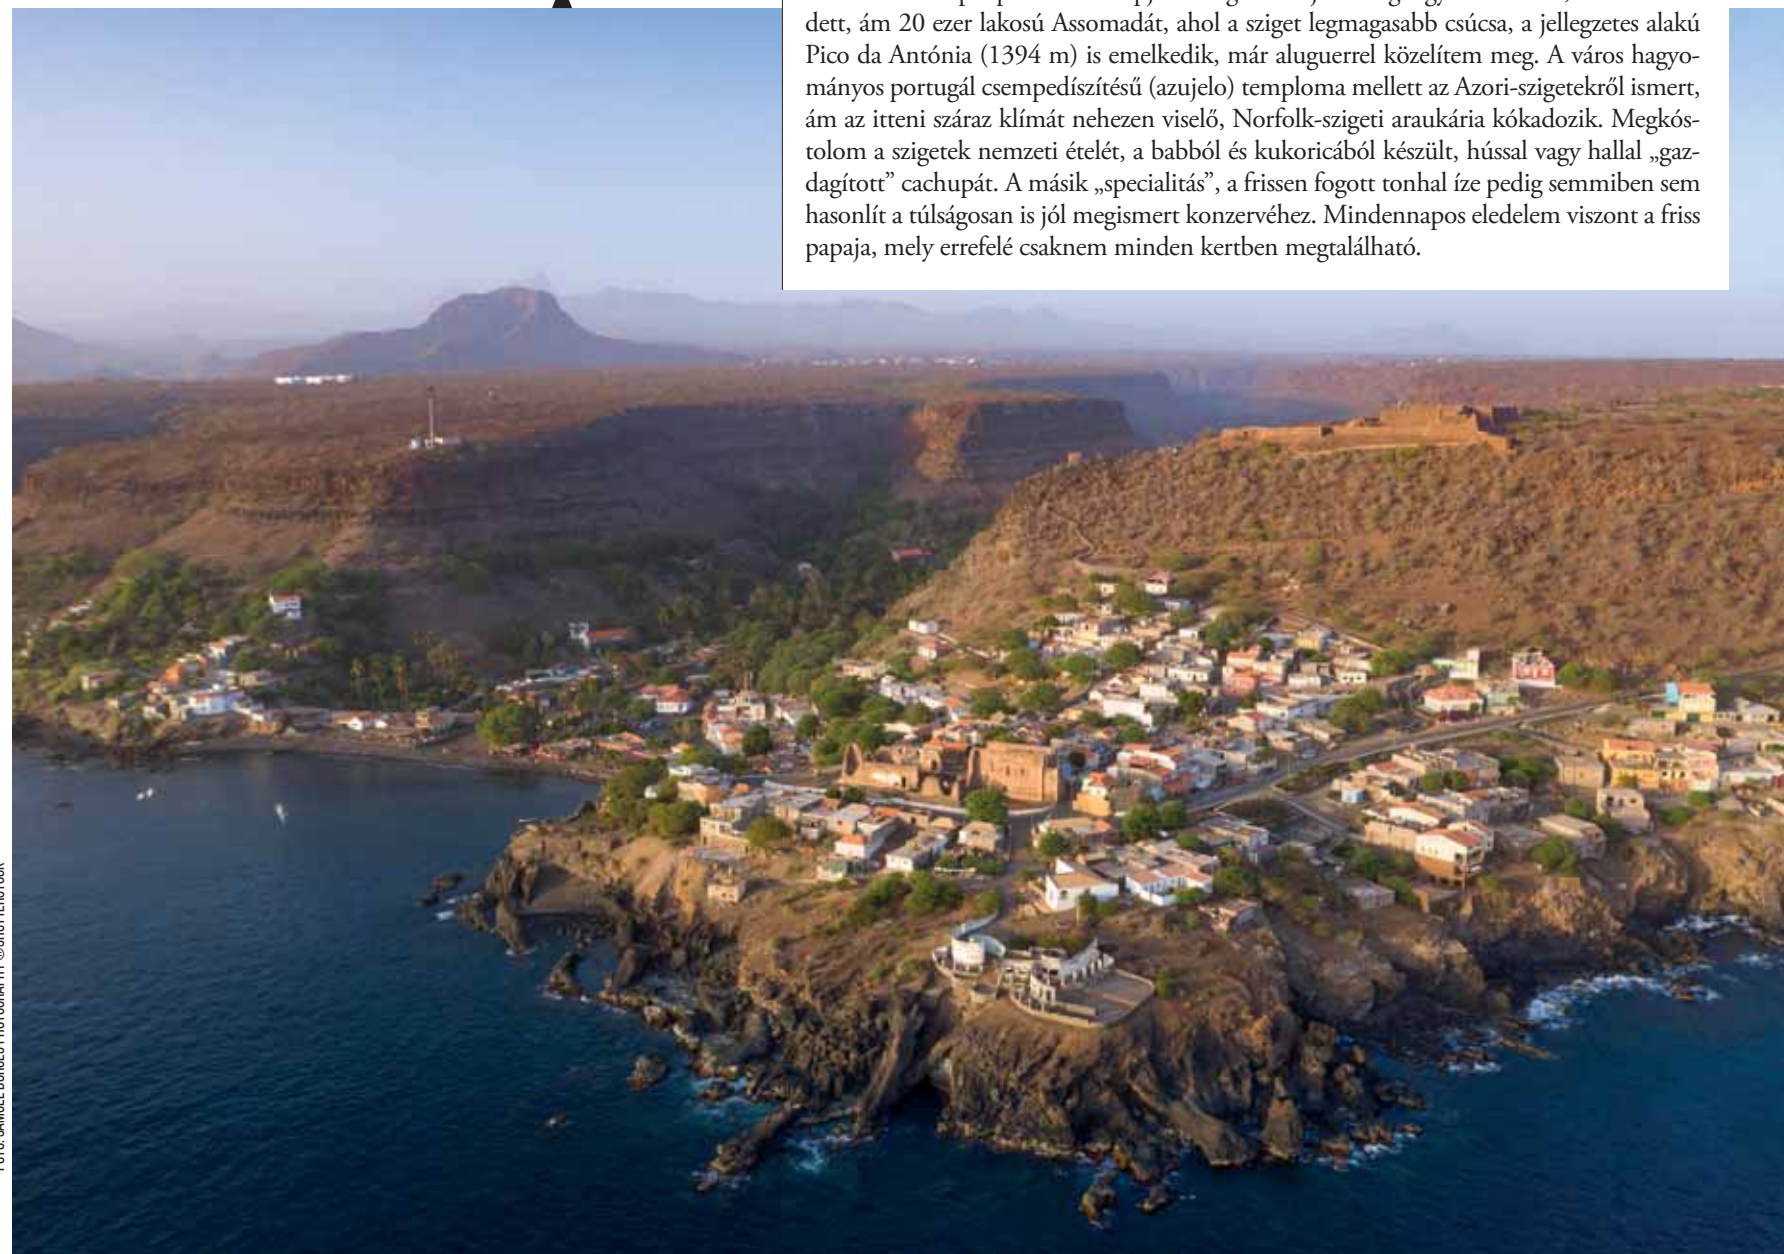 dett, ám 20 ezer lakosú Assomadát, ahol a sziget legmagasabb csúcsa, a jellegzetes alakú
Pico da Antónia (1394 m) is emelkedik, már aluguerrel közelítem meg. A város hagyo-
mányos portugál csempedíszítésű (azujelo) temploma mellett az Azori-szigetekről ismert,
ám az itteni száraz klímát nehezen viselő, Norfolk-szigeti araukária kókadozik. Megkós-
tolom a szigetek nemzeti ételét, a babból és kukoricából készült, hússal vagy hallal „gaz-
dagított” cachupát. A másik „specialitás”, a frissen fogott tonhal íze pedig semmiben sem
hasonlít a túlságosan is jól megismert konzervéhez. Mindennapos eledelem viszont a friss
papaja, mely errefelé csaknem minden kertben megtalálható.